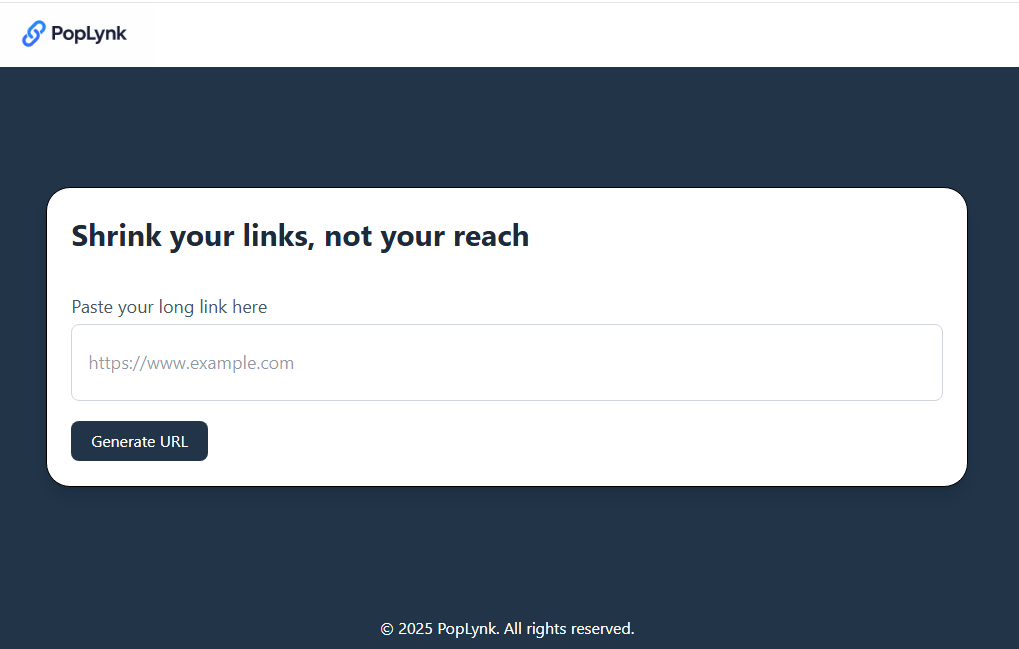 PopLynk
Shrink your links, not your reach
Paste your long link here
https://www.example.com
Generate URL
© 2025 PopLynk. All rights reserved.